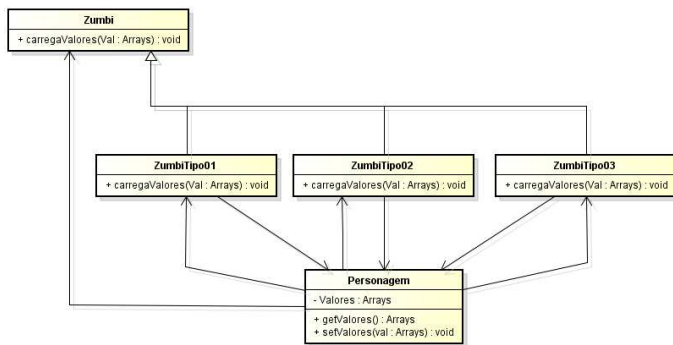 Zumbi
+ carregaValores(Val : Arrays) : void
ZumbiTipo01
+ carregaValores(Val : Arrays) : void
ZumbiTipo02
+ carregaValores(Val : Arrays) : void
ZumbiTipo03
+ carregaValores(Val : Arrays) : void
Personagem
- Valores : Arrays
+ getValores() : Arrays
+ setValores(val : Arrays) : void